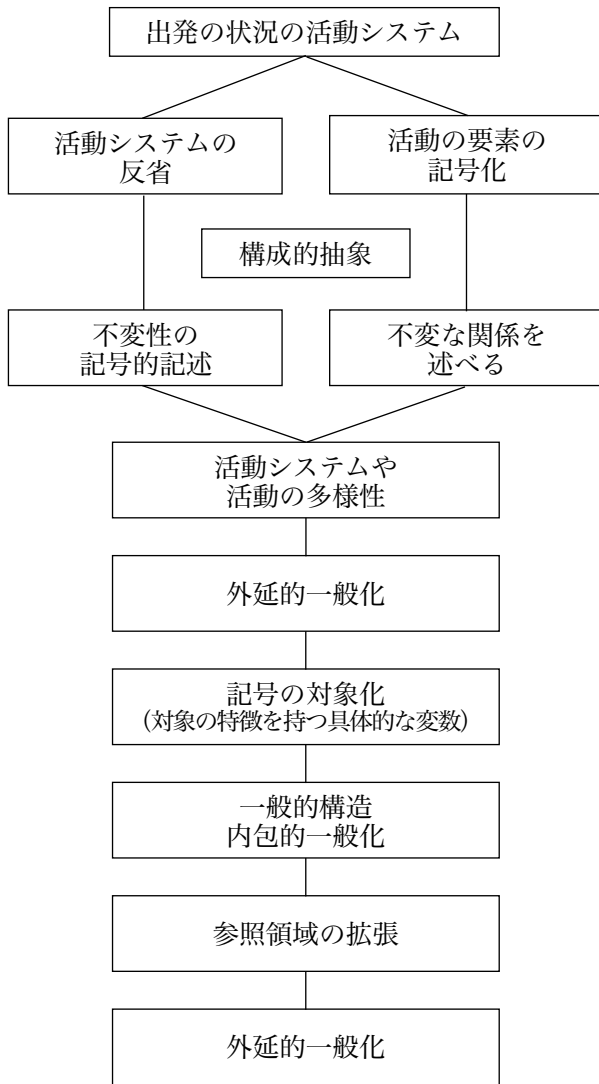 出発の状況の活動システム
活動システムの
反省
活動の要素の
記号化
構成的抽象
不変性の
記号的記述
不変な関係を
述べる
活動システムや
活動の多様性
外延的一般化
記号の対象化
(対象の特徴を持つ具体的な変数)
一般的構造
内包的一般化
参照領域の拡張
外延的一般化